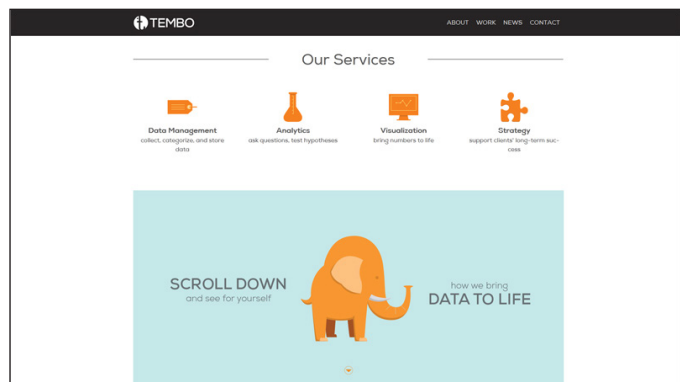 TEMBO
ABOUT WORK NEWS CONTACT
Our Services
Data Management
collect, categorize, and store
data
Analytics
ask questions, test hypotheses
Visualization
bring numbers to life
Strategy
support clients' long-term suc-
cess
SCROLL DOWN
and see for yourself
how we bring
DATA TO LIFE